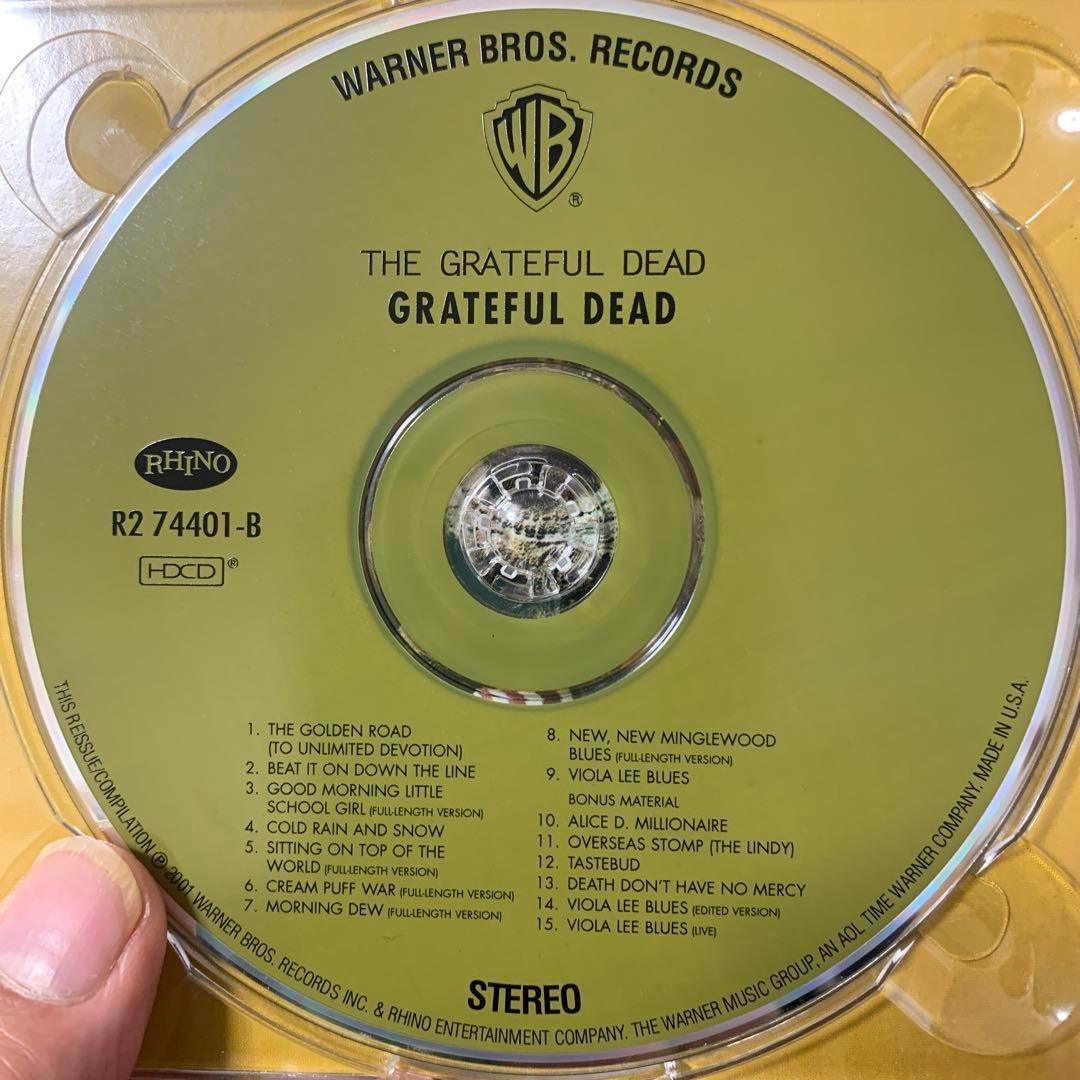 WARNER BROS. RECORDS
WB
®
THE GRATEFUL DEAD
GRATEFUL DEAD
RHINO
R2 74401-B
HDCD®
1. THE GOLDEN ROAD
(TO UNLIMITED DEVOTION)
2. BEAT IT ON DOWN THE LINE
3. GOOD MORNING LITTLE
SCHOOL GIRL (FULL-LENGTH VERSION)
4. COLD RAIN AND SNOW
5. SITTING ON TOP OF THE
WORLD (FULL-LENGTH VERSION)
6. CREAM PUFF WAR (FULL-LENGTH VERSION)
7. MORNING DEW (FULL-LENGTH VERSION)
8. NEW, NEW MINGLEWOOD
BLUES (FULL-LENGTH VERSION)
9. VIOLA LEE BLUES
BONUS MATERIAL
10. ALICE D. MILLIONAIRE
11. OVERSEAS STOMP (THE LINDY)
12. TASTEBUD
13. DEATH DON'T HAVE NO MERCY
14. VIOLA LEE BLUES (EDITED VERSION)
15. VIOLA LEE BLUES (LIVE)
STEREO
THIS REISSUE/COMPILATION ℗ 2001 WARNER BROS. RECORDS INC. & RHINO ENTERTAINMENT COMPANY. THE WARNER MUSIC GROUP, AN AOL TIME WARNER COMPANY. MADE IN U.S.A.